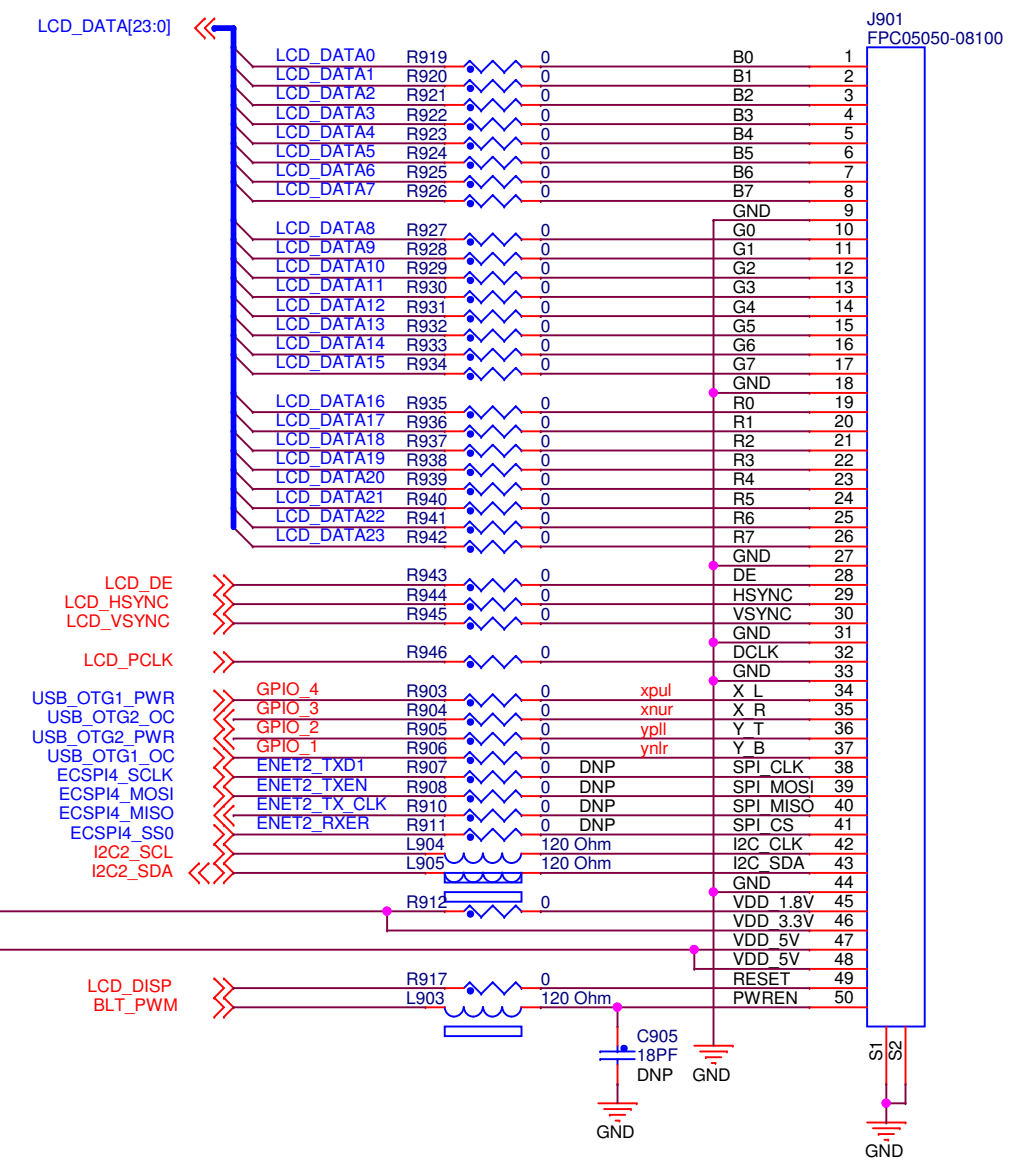 J901
FPC05050-08100
LCD_DATA[23:0]
LCD_DATA0 R919 0 B0 1
LCD_DATA1 R920 0 B1 2
LCD_DATA2 R921 0 B2 3
LCD_DATA3 R922 0 B3 4
LCD_DATA4 R923 0 B4 5
LCD_DATA5 R924 0 B5 6
LCD_DATA6 R925 0 B6 7
LCD_DATA7 R926 0 B7 8
GND 9
LCD_DATA8 R927 0 G0 10
LCD_DATA9 R928 0 G1 11
LCD_DATA10 R929 0 G2 12
LCD_DATA11 R930 0 G3 13
LCD_DATA12 R931 0 G4 14
LCD_DATA13 R932 0 G5 15
LCD_DATA14 R933 0 G6 16
LCD_DATA15 R934 0 G7 17
GND 18
LCD_DATA16 R935 0 R0 19
LCD_DATA17 R936 0 R1 20
LCD_DATA18 R937 0 R2 21
LCD_DATA19 R938 0 R3 22
LCD_DATA20 R939 0 R4 23
LCD_DATA21 R940 0 R5 24
LCD_DATA22 R941 0 R6 25
LCD_DATA23 R942 0 R7 26
GND 27
LCD_DE R943 0 DE 28
LCD_HSYNC R944 0 HSYNC 29
LCD_VSYNC R945 0 VSYNC 30
GND 31
LCD_PCLK R946 0 DCLK 32
GND 33
USB_OTG1_PWR GPIO_4 R903 0 xpul X_L 34
USB_OTG2_OC GPIO_3 R904 0 xnur X_R 35
USB_OTG2_PWR GPIO_2 R905 0 ypll Y_T 36
USB_OTG1_OC GPIO_1 R906 0 ynlr Y_B 37
ECSPI4_SCLK ENET2_TXD1 R907 0 DNP SPI_CLK 38
ECSPI4_MOSI ENET2_TXEN R908 0 DNP SPI_MOSI 39
ECSPI4_MISO ENET2_TX_CLK R910 0 DNP SPI_MISO 40
ECSPI4_SS0 ENET2_RXER R911 0 DNP SPI_CS 41
I2C2_SCL L904 120 Ohm I2C_CLK 42
I2C2_SDA L905 120 Ohm I2C_SDA 43
GND 44
R912 0 VDD_1.8V 45
VDD_3.3V 46
VDD_5V 47
VDD_5V 48
LCD_DISP R917 0 RESET 49
BLT_PWM L903 120 Ohm PWREN 50
C905
18PF
DNP
GND
GND
S1
S2
GND